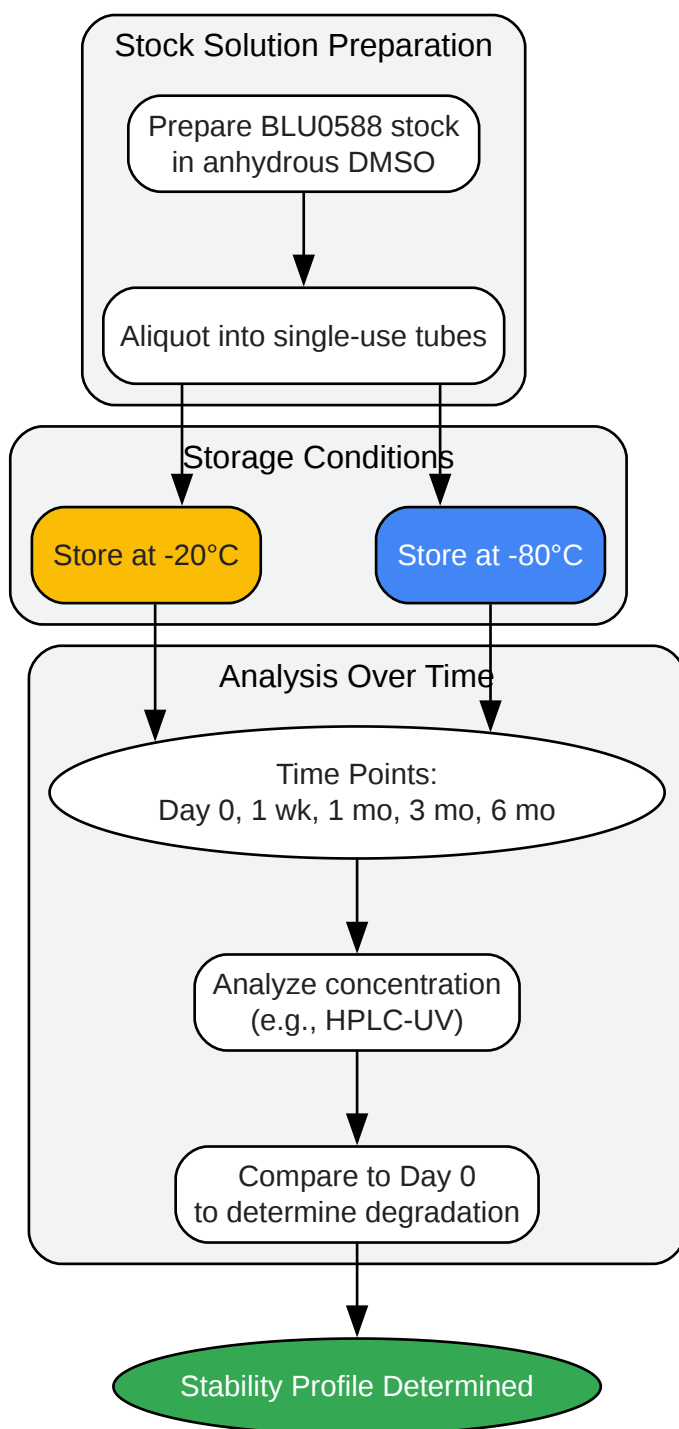 Stock Solution Preparation
Prepare BLU0588 stock
in anhydrous DMSO
Aliquot into single-use tubes
Storage Conditions
Store at -20°C
Store at -80°C
Analysis Over Time
Time Points:
Day 0, 1 wk, 1 mo, 3 mo, 6 mo
Analyze concentration
(e.g., HPLC-UV)
Compare to Day 0
to determine degradation
Stability Profile Determined